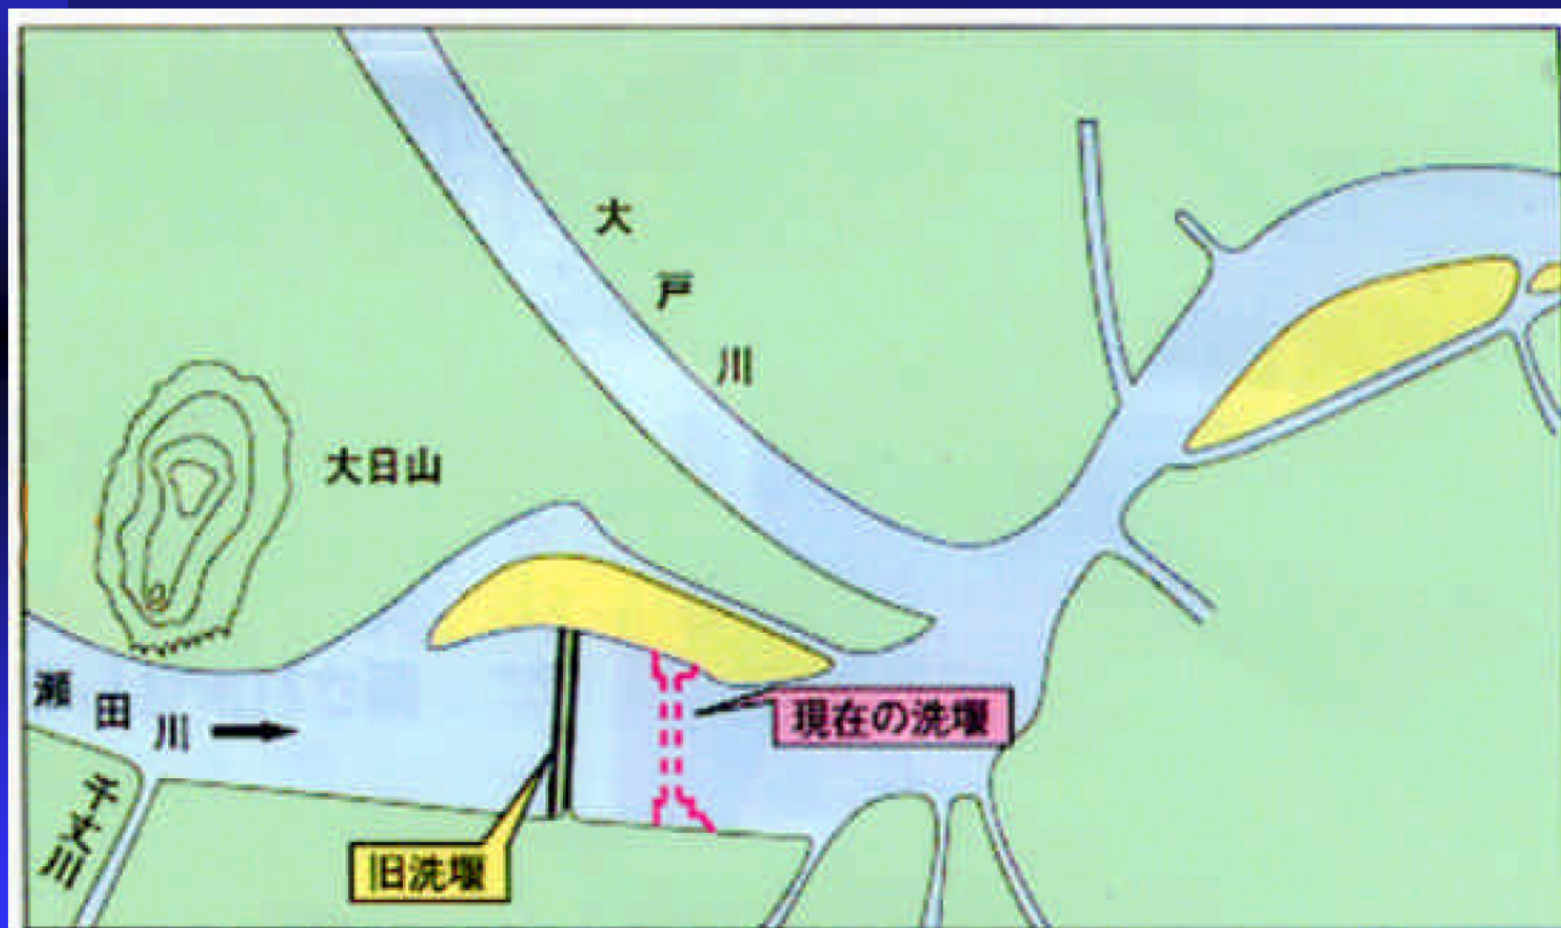 大戸川
大日山
瀬田川
現在の洗堰
千丈川
旧洗堰